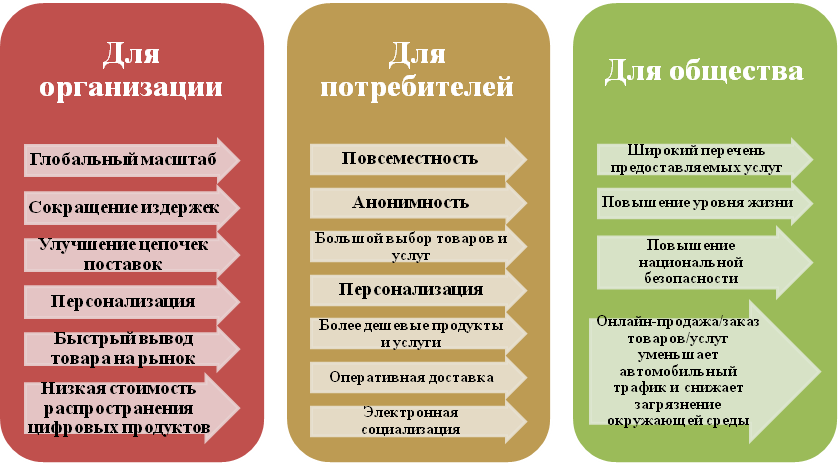 Для
организации
Глобальный масштаб
Сокращение издержек
Улучшение цепочек
поставок
Персонализация
Быстрый вывод
товара на рынок
Низкая стоимость
распространения
цифровых продуктов
Для
потребителей
Повсеместность
Анонимность
Большой выбор товаров и
услуг
Персонализация
Более дешевые продукты
и услуги
Оперативная доставка
Электронная
социализация
Для общества
Широкий перечень
предоставляемых услуг
Повышение уровня жизни
Повышение
национальной
безопасности
Онлайн-продажа/заказ
товаров/услуг
уменьшает
автомобильный
трафик и снижает
загрязнение
окружающей среды